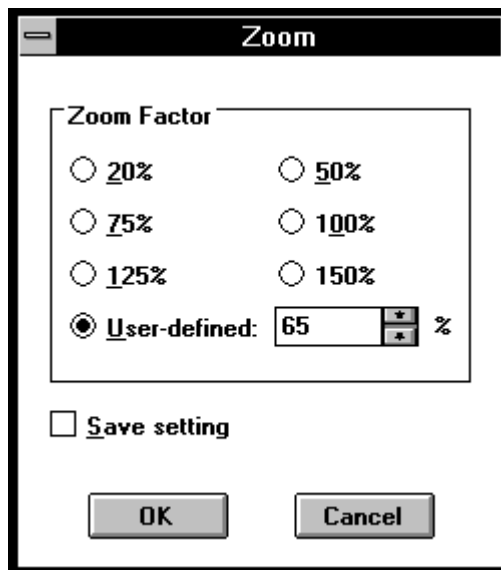 Zoom
Zoom Factor
20% 50%
75% 100%
125% 150%
User-defined: 65 %
Save setting
OK Cancel